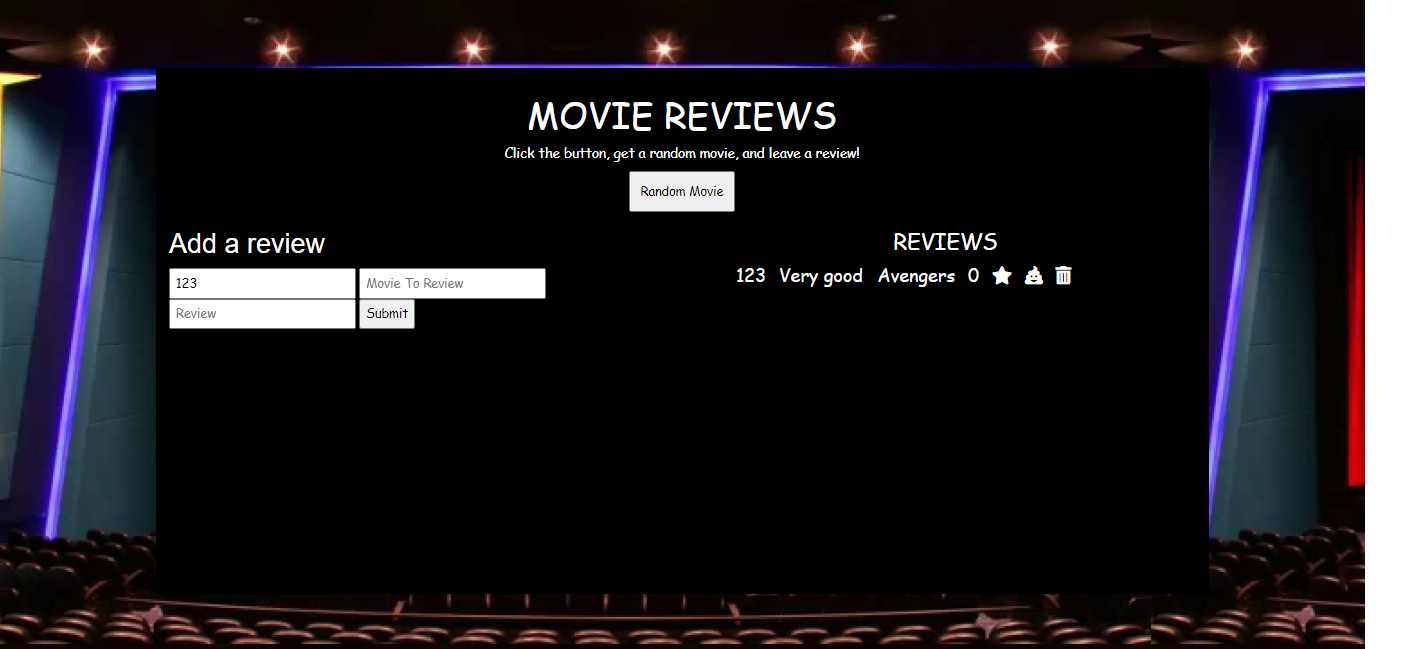 MOVIE REVIEWS
Click the button, get a random movie, and leave a review!
Random Movie
Add a review
123 Movie To Review
Review Submit
REVIEWS
123 Very good Avengers 0